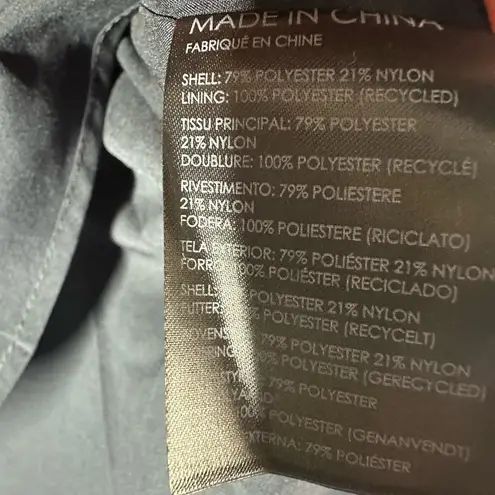 MADE IN CHINA
FABRIQUÉ EN CHINE
SHELL: 79% POLYESTER 21% NYLON
LINING: 100% POLYESTER (RECYCLED)
TISSU PRINCIPAL: 79% POLYESTER
21% NYLON
DOUBLURE: 100% POLYESTER (RECYCLÉ)
RIVESTIMENTO: 79% POLIESTERE
21% NYLON
FODERA: 100% POLIESTERE (RICICLATO)
TELA EXTERIOR: 79% POLIÉSTER 21% NYLON
FORRO 100% POLIÉSTER (RECICLADO)
SHELL: POLYESTER 21% NYLON
POLYESTER (RECYCELT)
79% POLYESTER 21% NYLON
POLYESTER (GERECYCLED)
79% POLYESTER
POLYESTER (GENANVENDT)
EXTERNA: 79% POLIÉSTER